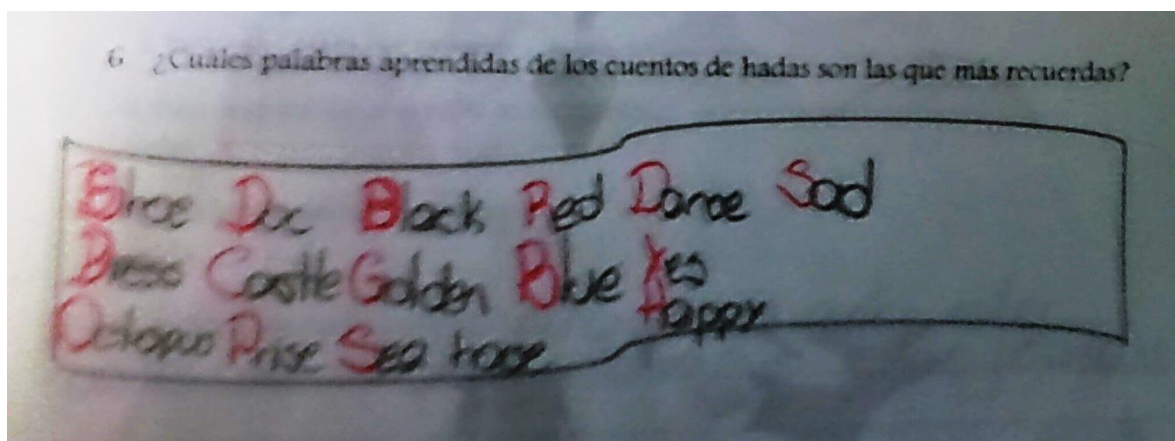 6. ¿Cuáles palabras aprendidas de los cuentos de hadas son las que más recuerdas?
Shoe Duc Black Red Dance Sad
Dress Castle Golden Blue Yes
Octopus Prise Sea horse Happy